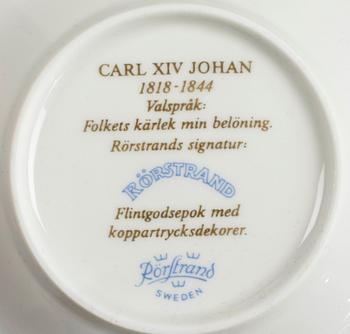 CARL XIV JOHAN
1818-1844
Valspråk:
Folkets kärlek min belöning.
Rörstrands signatur:
RÖRSTRAND
Flintgodsepok med
koppartrycksdekorer.
Rörstrand
SWEDEN